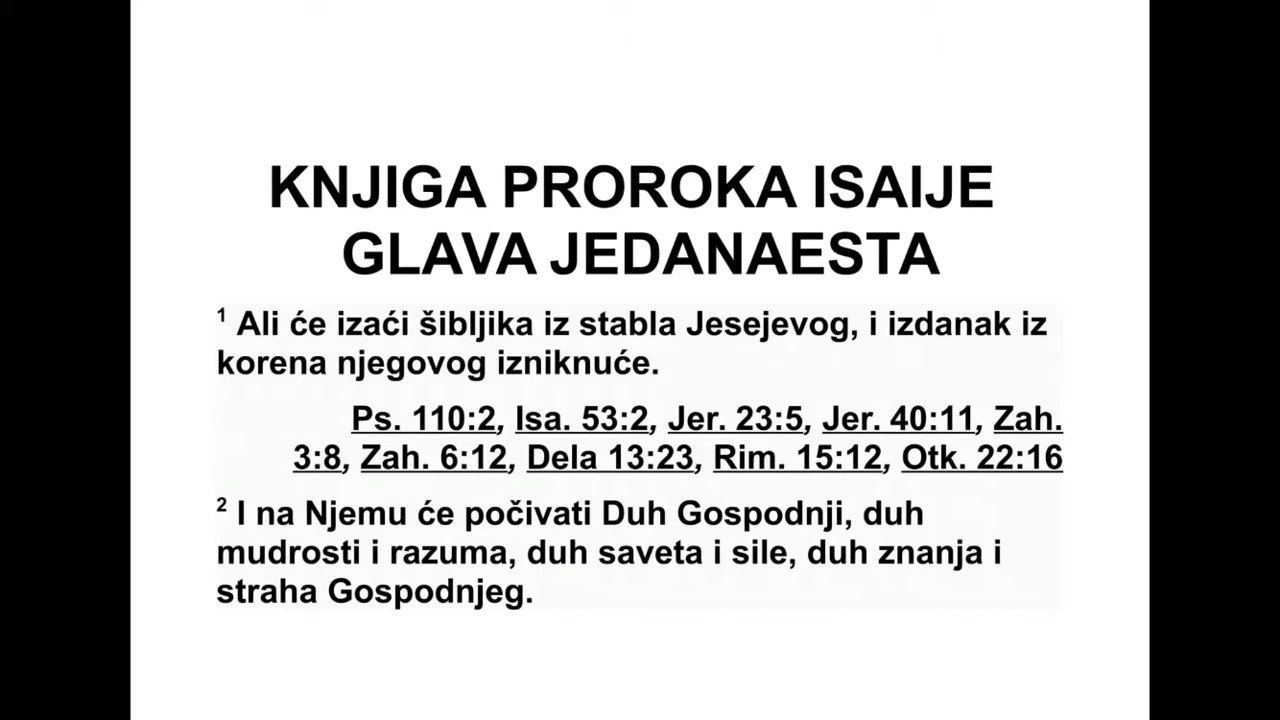 KNJIGA PROROKA ISAIJE
GLAVA JEDANAESTA
1 Ali će izaći šibljika iz stabla Jesejevog, i izdanak iz
korena njegovog izniknuće.
Ps. 110:2, Isa. 53:2, Jer. 23:5, Jer. 40:11, Zah.
3:8, Zah. 6:12, Dela 13:23, Rim. 15:12, Otk. 22:16
2 I na Njemu će počivati Duh Gospodnji, duh
mudrosti i razuma, duh saveta i sile, duh znanja i
straha Gospodnjeg.